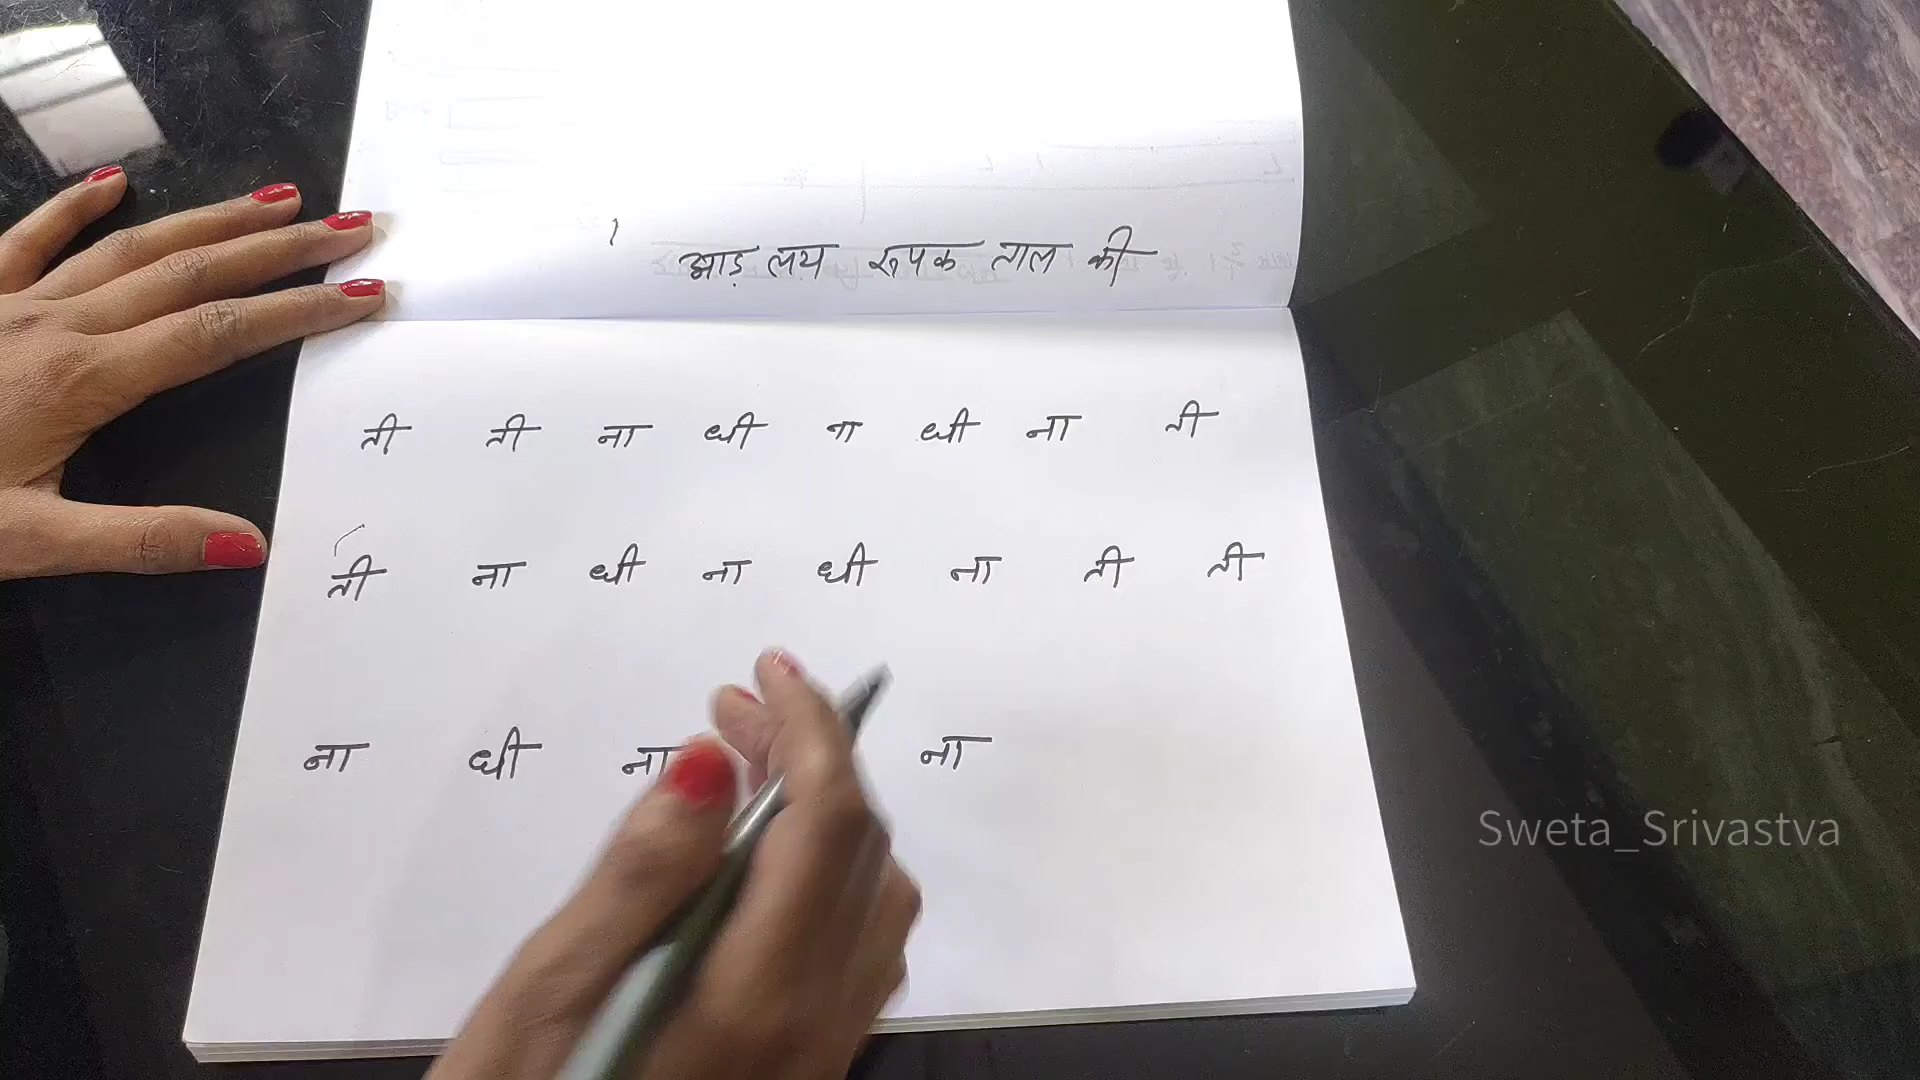 आड़ लय रूपक ताल की
ती ती ना धी ना धी ना ती
ती ना धी ना धी ना ती ती
ना धी ना ना
Sweta_Srivastva